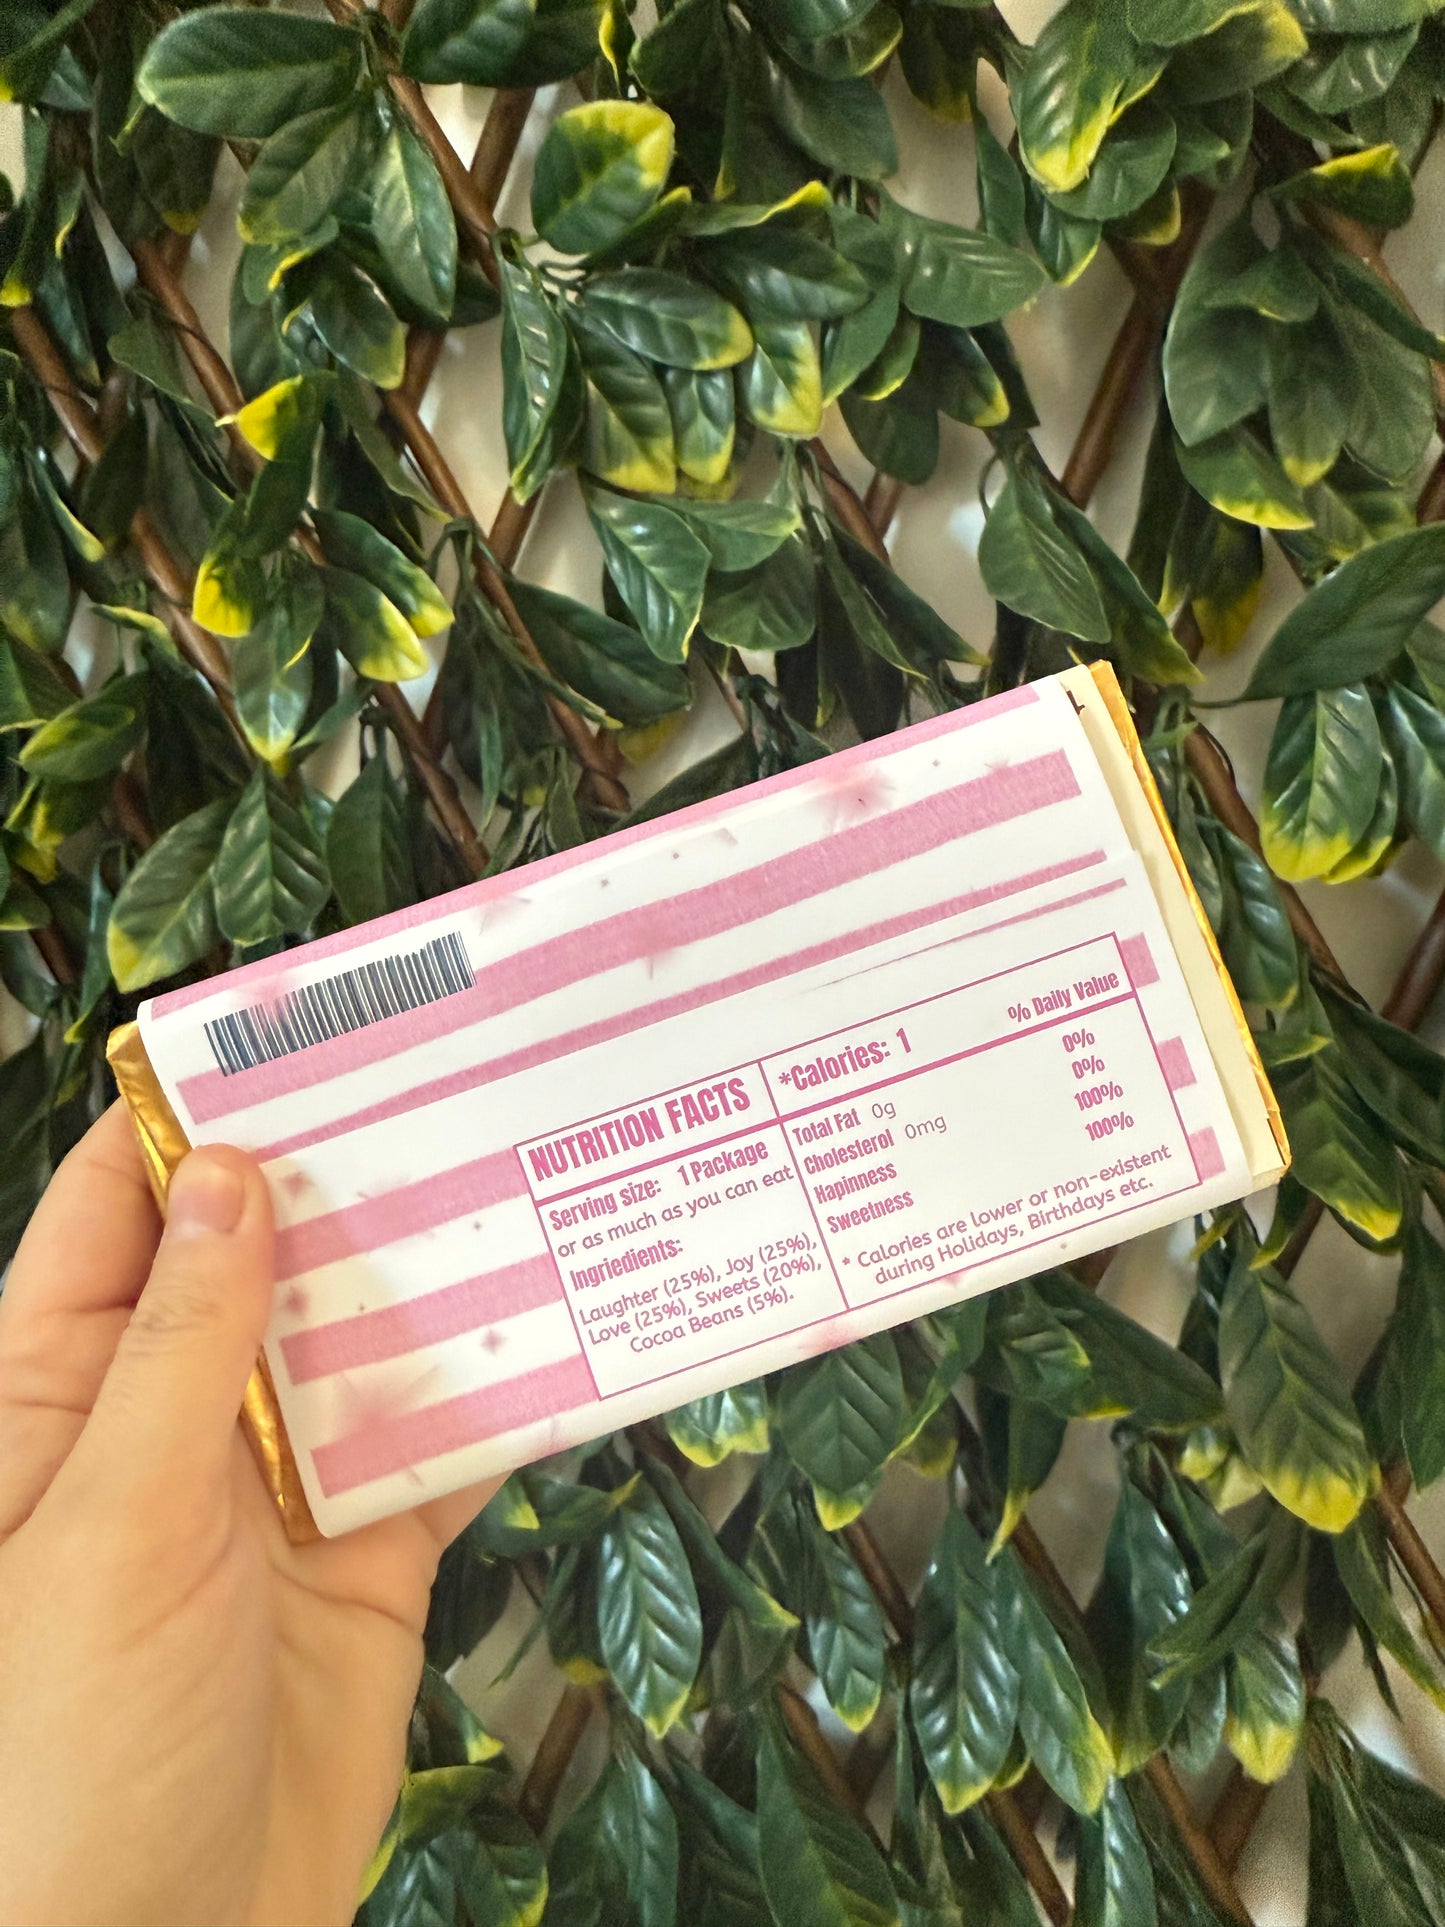 NUTRITION FACTS
Serving size: 1 Package
or as much as you can eat
Ingriedients:
Laughter (25%), Joy (25%),
Love (25%), Sweets (20%),
Cocoa Beans (5%).
*Calories: 1
% Daily Value
Total Fat 0g 0%
Cholesterol 0mg 0%
Hapinness 100%
Sweetness 100%
* Calories are lower or non-existent
during Holidays, Birthdays etc.